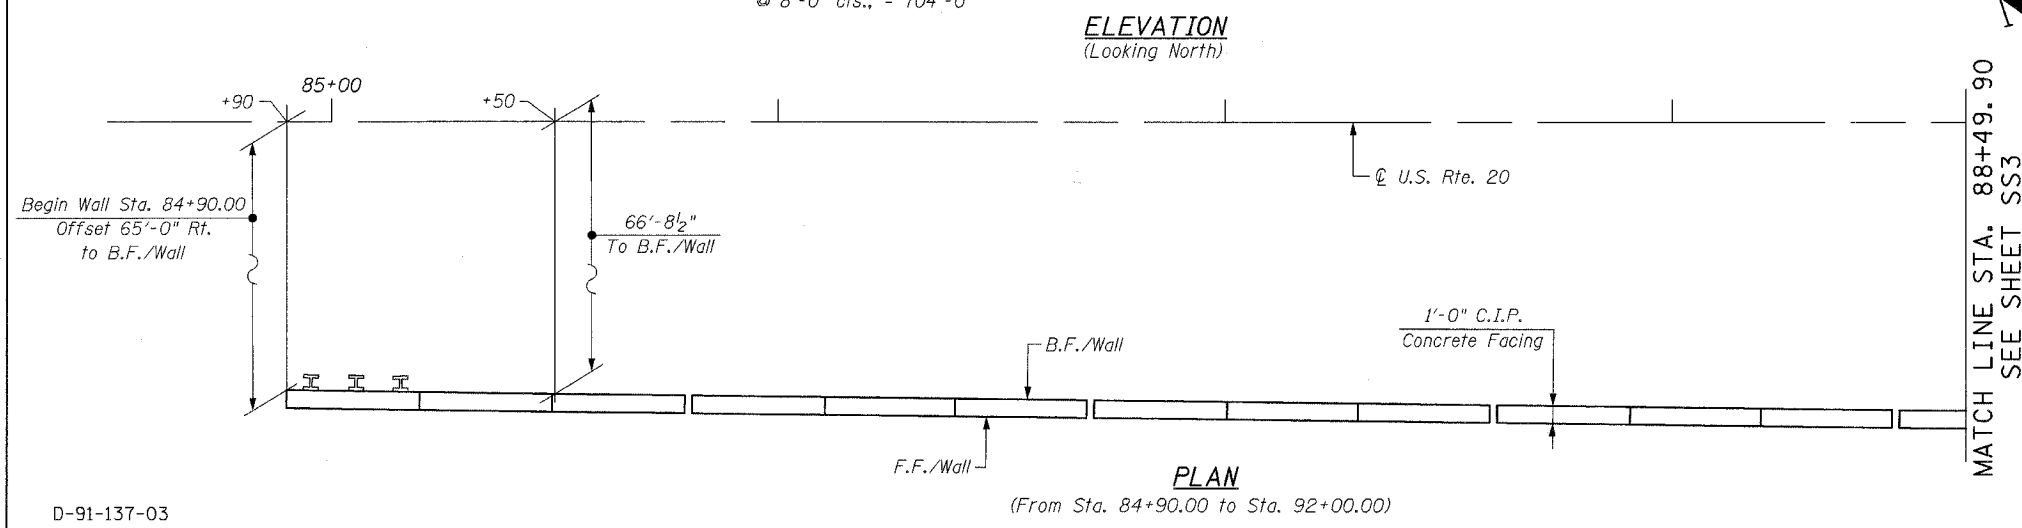 @ 8'-0" cts., = 704'-0"
ELEVATION
(Looking North)
85+00
+90
+50
Begin Wall Sta. 84+90.00
Offset 65'-0" Rt.
to B.F./Wall
66'-8½"
To B.F./Wall
℄ U.S. Rte. 20
B.F./Wall
1'-0" C.I.P.
Concrete Facing
F.F./Wall
MATCH LINE STA. 88+49.90
SEE SHEET SS3
PLAN
(From Sta. 84+90.00 to Sta. 92+00.00)
D-91-137-03